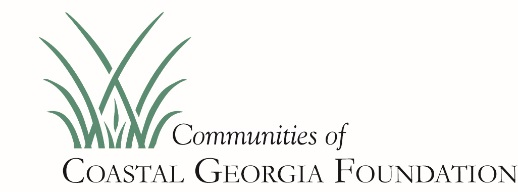 Communities of
COASTAL GEORGIA FOUNDATION